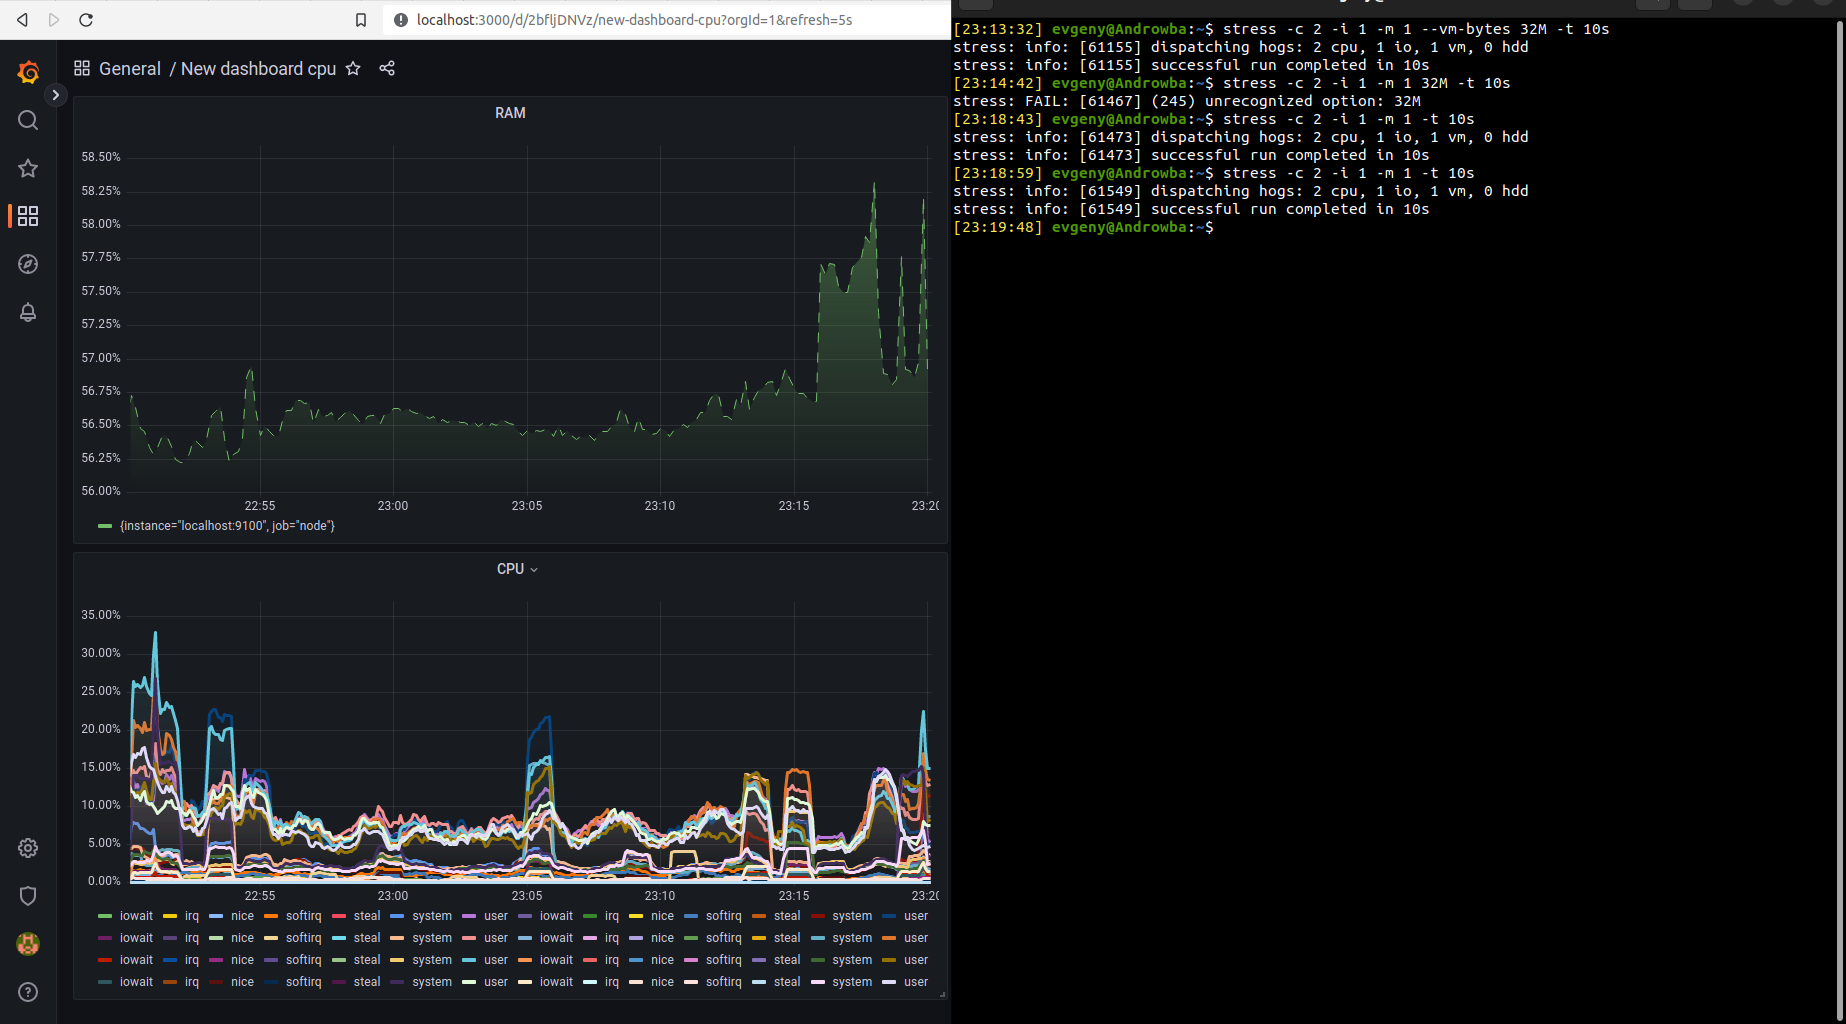 localhost:3000/d/2bfljDNVz/new-dashboard-cpu?orgId=1&refresh=5s
General / New dashboard cpu
RAM
58.50%
58.25%
58.00%
57.75%
57.50%
57.25%
57.00%
56.75%
56.50%
56.25%
56.00%
22:55 23:00 23:05 23:10 23:15 23:20
{instance="localhost:9100", job="node"}
CPU
35.00%
30.00%
25.00%
20.00%
15.00%
10.00%
5.00%
0.00%
22:55 23:00 23:05 23:10 23:15 23:20
iowait irq nice softirq steal system user iowait irq nice softirq steal system user
iowait irq nice softirq steal system user iowait irq nice softirq steal system user
iowait irq nice softirq steal system user iowait irq nice softirq steal system user
iowait irq nice softirq steal system user iowait irq nice softirq steal system user
[23:13:32] evgeny@Androwba:~$ stress -c 2 -i 1 -m 1 --vm-bytes 32M -t 10s
stress: info: [61155] dispatching hogs: 2 cpu, 1 io, 1 vm, 0 hdd
stress: info: [61155] successful run completed in 10s
[23:14:42] evgeny@Androwba:~$ stress -c 2 -i 1 -m 1 32M -t 10s
stress: FAIL: [61467] (245) unrecognized option: 32M
[23:18:43] evgeny@Androwba:~$ stress -c 2 -i 1 -m 1 -t 10s
stress: info: [61473] dispatching hogs: 2 cpu, 1 io, 1 vm, 0 hdd
stress: info: [61473] successful run completed in 10s
[23:18:59] evgeny@Androwba:~$ stress -c 2 -i 1 -m 1 -t 10s
stress: info: [61549] dispatching hogs: 2 cpu, 1 io, 1 vm, 0 hdd
stress: info: [61549] successful run completed in 10s
[23:19:48] evgeny@Androwba:~$